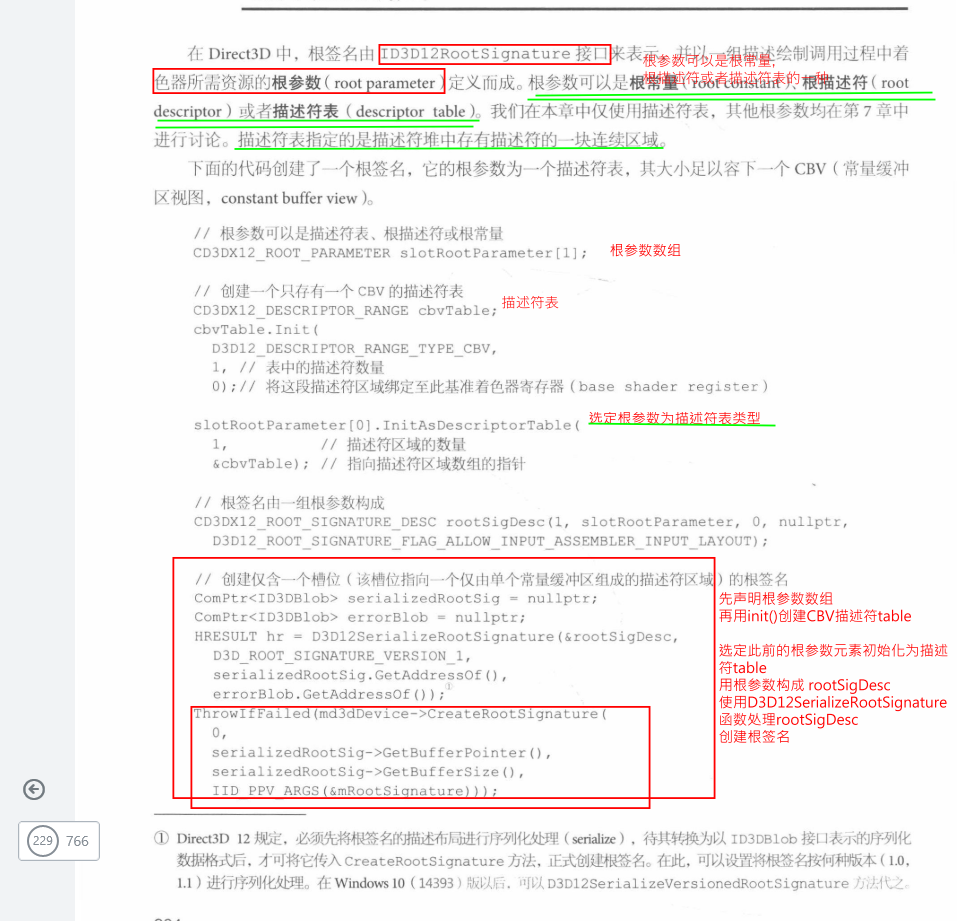 在 Direct3D 中，根签名由 ID3D12RootSignature 接口来表示，并以一组描述绘制调用过程中着
根参数可以是根常量,
根描述符或者描述符表的一种
色器所需资源的根参数（root parameter）定义而成。根参数可以是根常量（root constant）、根描述符（root
descriptor）或者描述符表（descriptor table）。我们在本章中仅使用描述符表，其他根参数均在第 7 章中
进行讨论。描述符表指定的是描述符堆中存有描述符的一块连续区域。
下面的代码创建了一个根签名，它的根参数为一个描述符表，其大小足以容下一个 CBV（常量缓冲
区视图，constant buffer view）。
// 根参数可以是描述符表、根描述符或根常量
CD3DX12_ROOT_PARAMETER slotRootParameter[1];
根参数数组
// 创建一个只存有一个 CBV 的描述符表
CD3DX12_DESCRIPTOR_RANGE cbvTable;
描述符表
cbvTable.Init(
D3D12_DESCRIPTOR_RANGE_TYPE_CBV,
1, // 表中的描述符数量
0);// 将这段描述符区域绑定至此基准着色器寄存器（base shader register）
slotRootParameter[0].InitAsDescriptorTable(
选定根参数为描述符表类型
1, // 描述符区域的数量
&cbvTable); // 指向描述符区域数组的指针
// 根签名由一组根参数构成
CD3DX12_ROOT_SIGNATURE_DESC rootSigDesc(1, slotRootParameter, 0, nullptr,
D3D12_ROOT_SIGNATURE_FLAG_ALLOW_INPUT_ASSEMBLER_INPUT_LAYOUT);
// 创建仅含一个槽位（该槽位指向一个仅由单个常量缓冲区组成的描述符区域）的根签名
ComPtr<ID3DBlob> serializedRootSig = nullptr;
ComPtr<ID3DBlob> errorBlob = nullptr;
HRESULT hr = D3D12SerializeRootSignature(&rootSigDesc,
D3D_ROOT_SIGNATURE_VERSION_1,
serializedRootSig.GetAddressOf(),
errorBlob.GetAddressOf());①
ThrowIfFailed(md3dDevice->CreateRootSignature(
0,
serializedRootSig->GetBufferPointer(),
serializedRootSig->GetBufferSize(),
IID_PPV_ARGS(&mRootSignature)));
先声明根参数数组
再用init()创建CBV描述符table
选定此前的根参数元素初始化为描述
符table
用根参数构成 rootSigDesc
使用D3D12SerializeRootSignature
函数处理rootSigDesc
创建根签名
229 766
① Direct3D 12 规定，必须先将根签名的描述布局进行序列化处理（serialize），待其转换为以 ID3DBlob 接口表示的序列化
数据格式后，才可将它传入 CreateRootSignature 方法，正式创建根签名。在此，可以设置将根签名按何种版本（1.0，
1.1）进行序列化处理。在 Windows 10（14393）版以后，可以 D3D12SerializeVersionedRootSignature 方法代之。